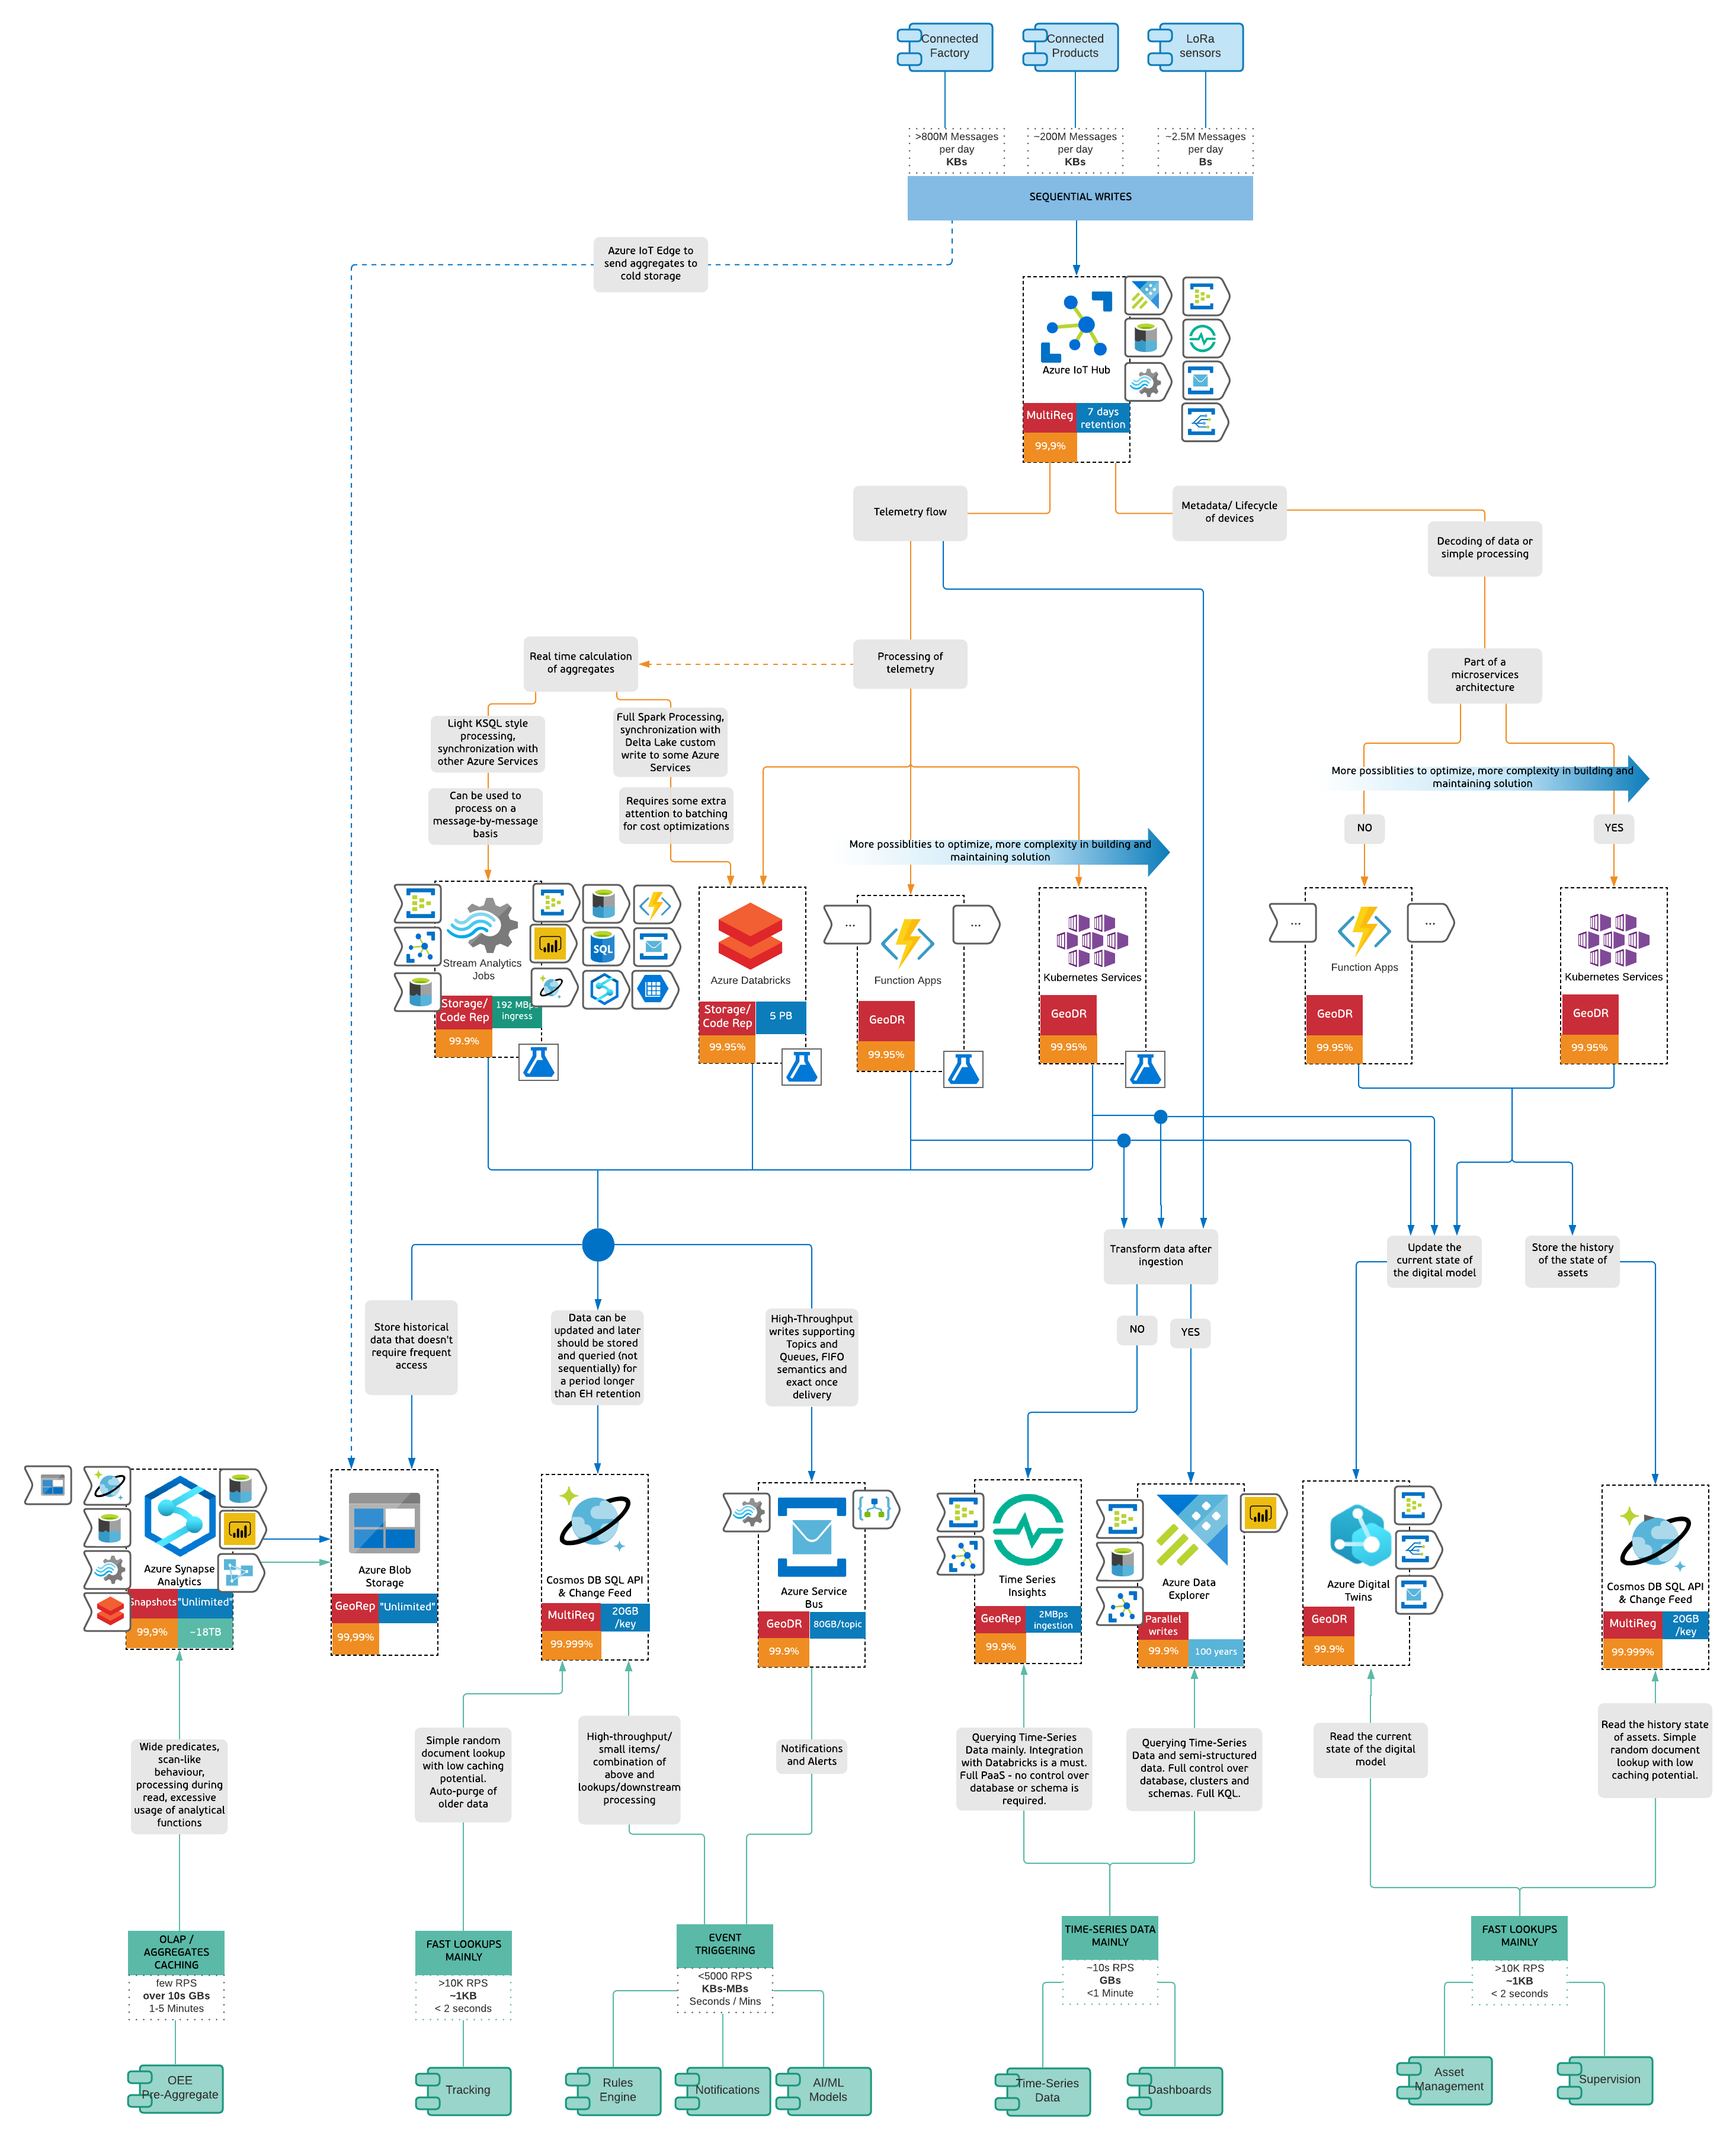 Connected
Factory
Connected
Products
LoRa
sensors
>800M Messages
per day
KBs
~200M Messages
per day
KBs
~2.5M Messages
per day
Bs
SEQUENTIAL WRITES
Azure IoT Edge to
send aggregates to
cold storage
Azure IoT Hub
MultiReg
7 days
retention
99,9%
Telemetry flow
Metadata/ Lifecycle
of devices
Decoding of data or
simple processing
Real time calculation
of aggregates
Processing of
telemetry
Part of a
microservices
architecture
Light KSQL style
processing,
synchronization with
other Azure Services
Full Spark Processing,
synchronization with
Delta Lake custom
write to some Azure
Services
Can be used to
process on a
message-by-message
basis
Requires some extra
attention to batching
for cost optimizations
More possiblities to optimize, more complexity in building and
maintaining solution
More possiblities to optimize, more complexity in building and
maintaining solution
NO
YES
Stream Analytics
Jobs
Storage/
Code Rep
192 MBps
ingress
99.9%
SQL
Azure Databricks
Storage/
Code Rep
5 PB
99.95%
...
...
Function Apps
GeoDR
99.95%
Kubernetes Services
GeoDR
99.95%
...
...
Function Apps
GeoDR
99.95%
Kubernetes Services
GeoDR
99.95%
Transform data after
ingestion
Update the
current state of
the digital model
Store the history
of the state of
assets
Store historical
data that doesn't
require frequent
access
Data can be
updated and later
should be stored
and queried (not
sequentially) for
a period longer
than EH retention
High-Throughput
writes supporting
Topics and
Queues, FIFO
semantics and
exact once
delivery
NO
YES
Azure Synapse
Analytics
Snapshots
"Unlimited"
99,9%
~18TB
Azure Blob
Storage
GeoRep
"Unlimited"
99,99%
Cosmos DB SQL API
& Change Feed
MultiReg
20GB
/key
99.999%
Azure Service
Bus
GeoDR
80GB/topic
99.9%
Time Series
Insights
GeoRep
2MBps
ingestion
99.9%
Azure Data
Explorer
Parallel
writes
99.9%
100 years
Azure Digital
Twins
GeoDR
99.9%
Cosmos DB SQL API
& Change Feed
MultiReg
20GB
/key
99.999%
Wide predicates,
scan-like
behaviour,
processing during
read, excessive
usage of analytical
functions
Simple random
document lookup
with low caching
potential.
Auto-purge of
older data
High-throughput/
small items/
combination of
above and
lookups/downstream
processing
Notifications
and Alerts
Querying Time-Series
Data mainly. Integration
with Databricks is a must.
Full PaaS - no control over
database or schema is
required.
Querying Time-Series
Data and semi-structured
data. Full control over
database, clusters and
schemas. Full KQL.
Read the current
state of the digital
model
Read the history state
of assets. Simple
random document
lookup with low
caching potential.
OLAP /
AGGREGATES
CACHING
few RPS
over 10s GBs
1-5 Minutes
FAST LOOKUPS
MAINLY
>10K RPS
~1KB
< 2 seconds
EVENT
TRIGGERING
<5000 RPS
KBs-MBs
Seconds / Mins
TIME-SERIES DATA
MAINLY
~10s RPS
GBs
<1 Minute
FAST LOOKUPS
MAINLY
>10K RPS
~1KB
< 2 seconds
OEE
Pre-Aggregate
Tracking
Rules
Engine
Notifications
AI/ML
Models
Time-Series
Data
Dashboards
Asset
Management
Supervision